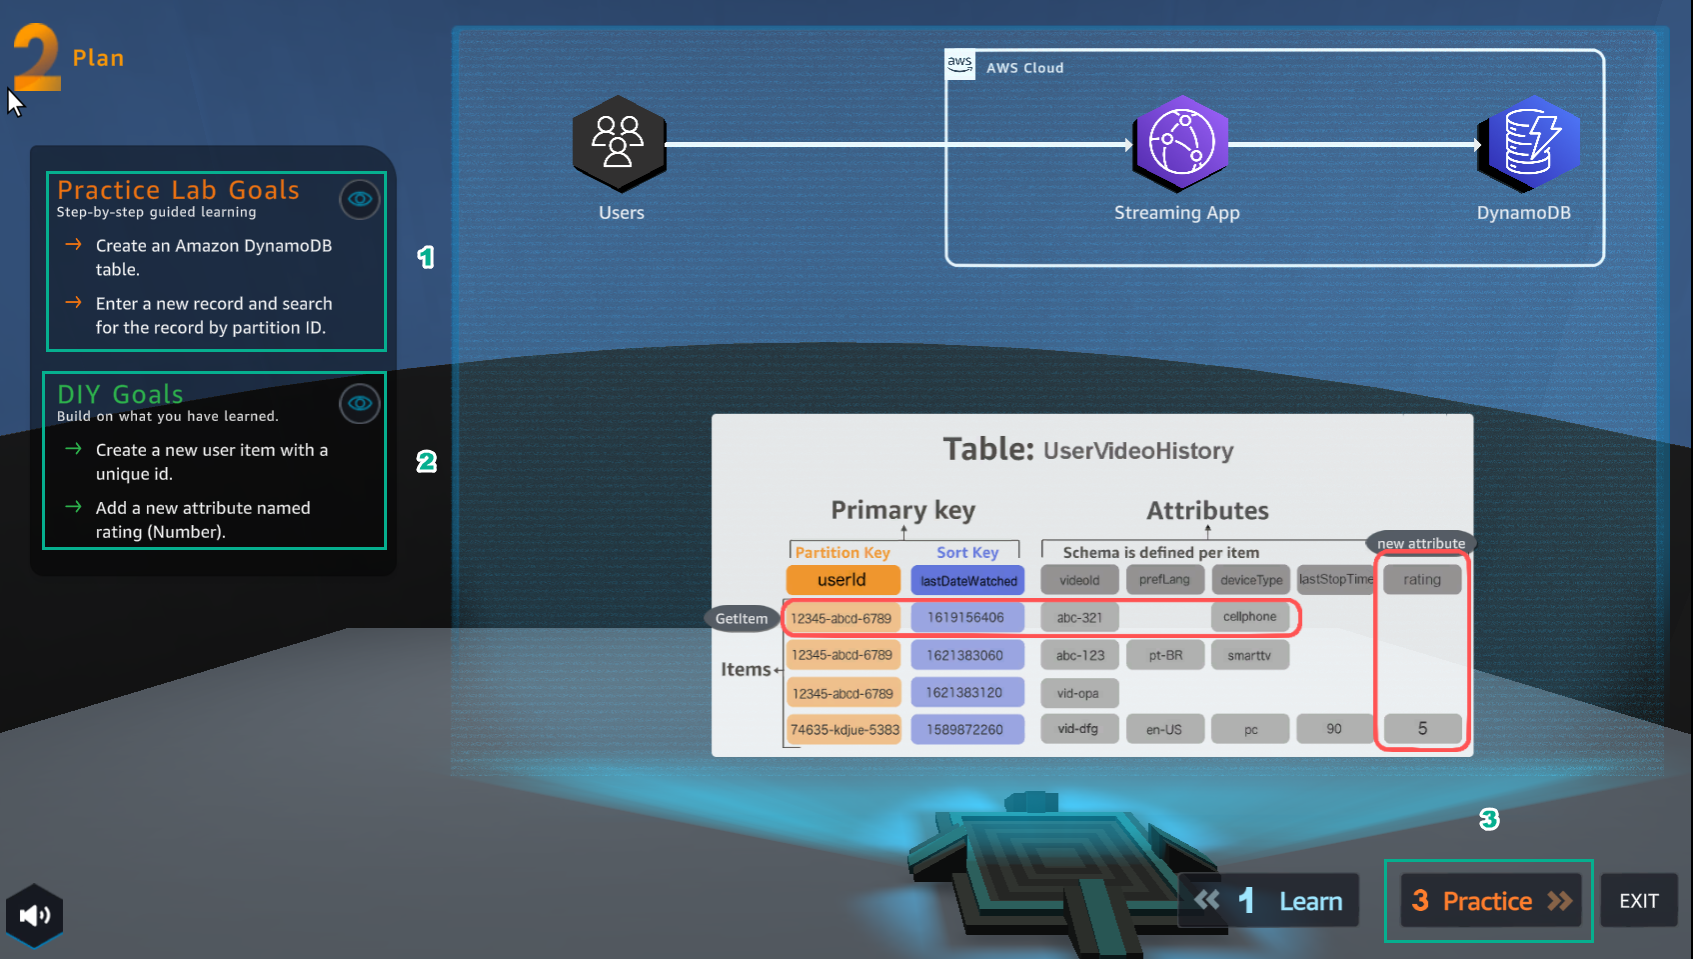 2 Plan
Practice Lab Goals
Step-by-step guided learning
→ Create an Amazon DynamoDB
table.
→ Enter a new record and search
for the record by partition ID.
1
DIY Goals
Build on what you have learned.
→ Create a new user item with a
unique id.
→ Add a new attribute named
rating (Number).
2
aws AWS Cloud
Users
Streaming App
DynamoDB
Table: UserVideoHistory
Primary key
Attributes
Partition Key
Sort Key
Schema is defined per item
new attribute
userId lastDateWatched videoId prefLang deviceType lastStopTime rating
GetItem
12345-abcd-6789 1619156406 abc-321 cellphone
Items
12345-abcd-6789 1621383060 abc-123 pt-BR smarttv
12345-abcd-6789 1621383120 vid-opa
74635-kdjue-5383 1589872260 vid-dfg en-US pc 90 5
3
1 Learn
3 Practice
EXIT